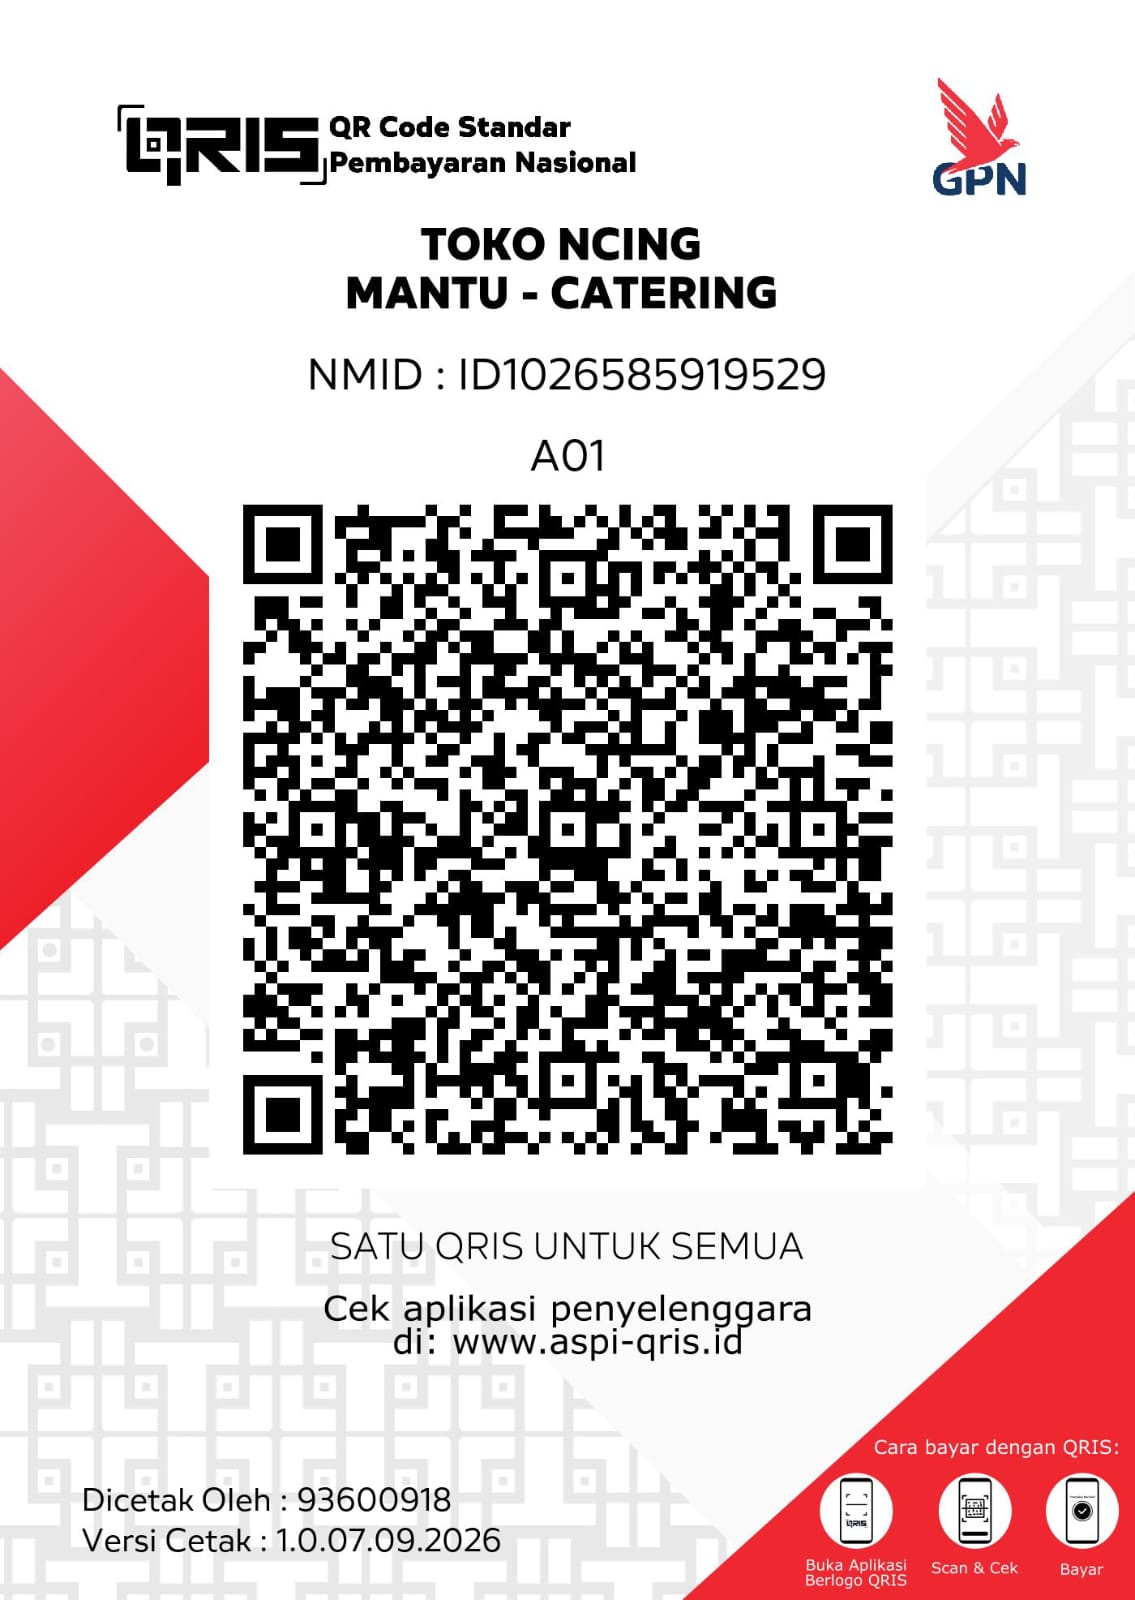 QRIS QR Code Standar
Pembayaran Nasional
GPN
TOKO NCING
MANTU - CATERING
NMID : ID1026585919529
A01
SATU QRIS UNTUK SEMUA
Cek aplikasi penyelenggara
di: www.aspi-qris.id
Cara bayar dengan QRIS:
QRIS
Buka Aplikasi
Berlogo QRIS
Scan & Cek
Bayar
Dicetak Oleh : 93600918
Versi Cetak : 1.0.07.09.2026